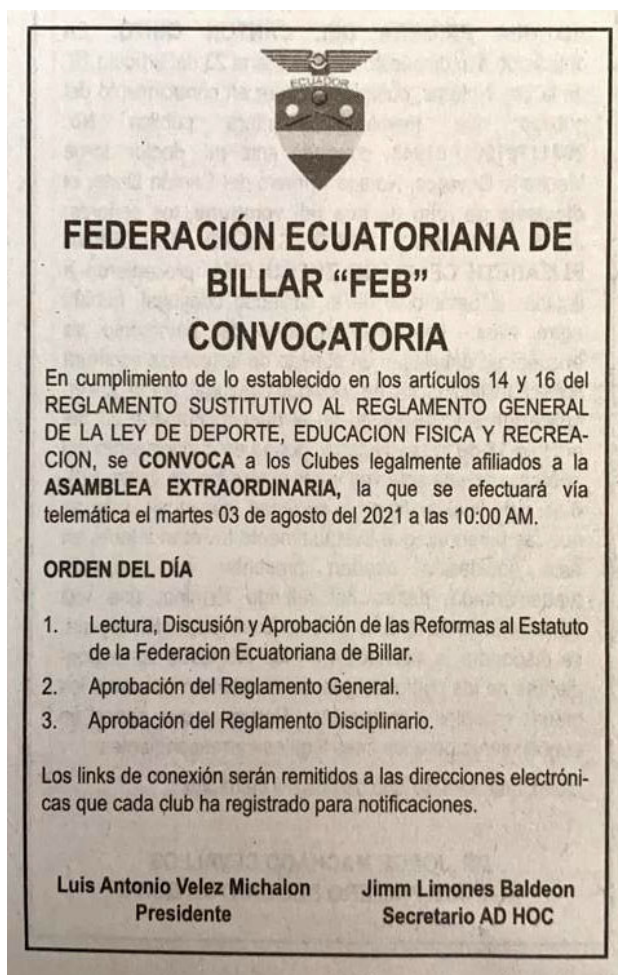 ECUADOR
FEDERACIÓN ECUATORIANA DE
BILLAR “FEB”
CONVOCATORIA
En cumplimiento de lo establecido en los artículos 14 y 16 del
REGLAMENTO SUSTITUTIVO AL REGLAMENTO GENERAL
DE LA LEY DE DEPORTE, EDUCACION FISICA Y RECREA-
CION, se CONVOCA a los Clubes legalmente afiliados a la
ASAMBLEA EXTRAORDINARIA, la que se efectuará vía
telemática el martes 03 de agosto del 2021 a las 10:00 AM.
ORDEN DEL DÍA
1. Lectura, Discusión y Aprobación de las Reformas al Estatuto
de la Federacion Ecuatoriana de Billar.
2. Aprobación del Reglamento General.
3. Aprobación del Reglamento Disciplinario.
Los links de conexión serán remitidos a las direcciones electróni-
cas que cada club ha registrado para notificaciones.
Luis Antonio Velez Michalon
Presidente
Jimm Limones Baldeon
Secretario AD HOC